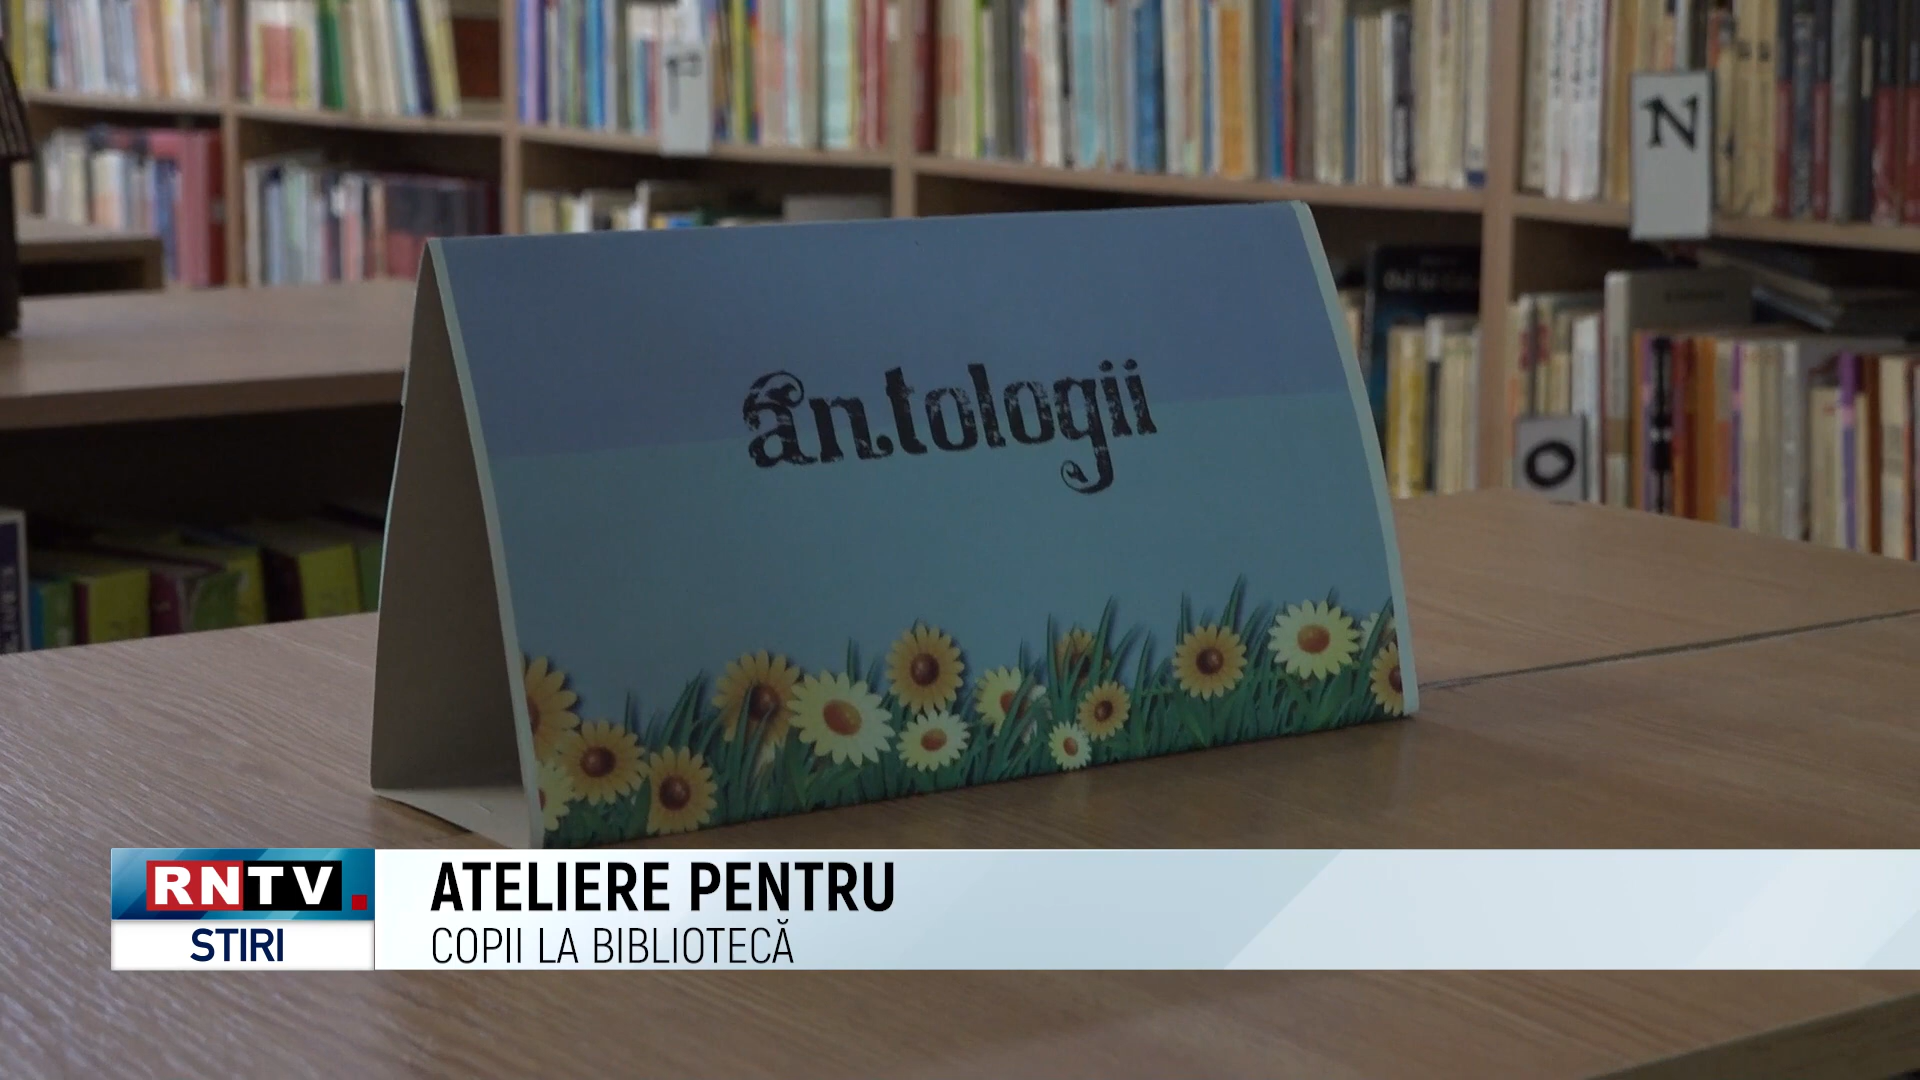 P
N
antologii
O
RNTV.
STIRI
ATELIERE PENTRU
COPII LA BIBLIOTECĂ